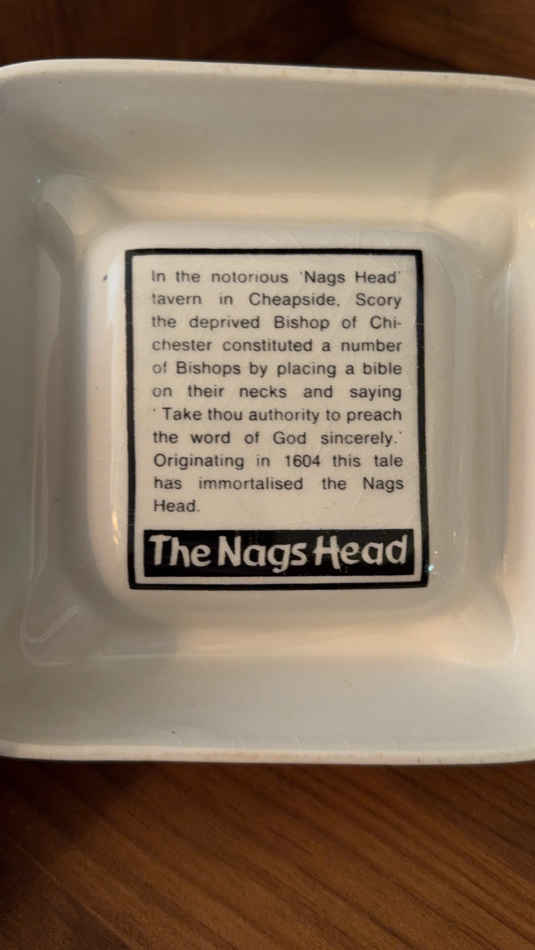 In the notorious 'Nags Head'
tavern in Cheapside, Scory
the deprived Bishop of Chi-
chester constituted a number
of Bishops by placing a bible
on their necks and saying
'Take thou authority to preach
the word of God sincerely.'
Originating in 1604 this tale
has immortalised the Nags
Head.
The Nags Head